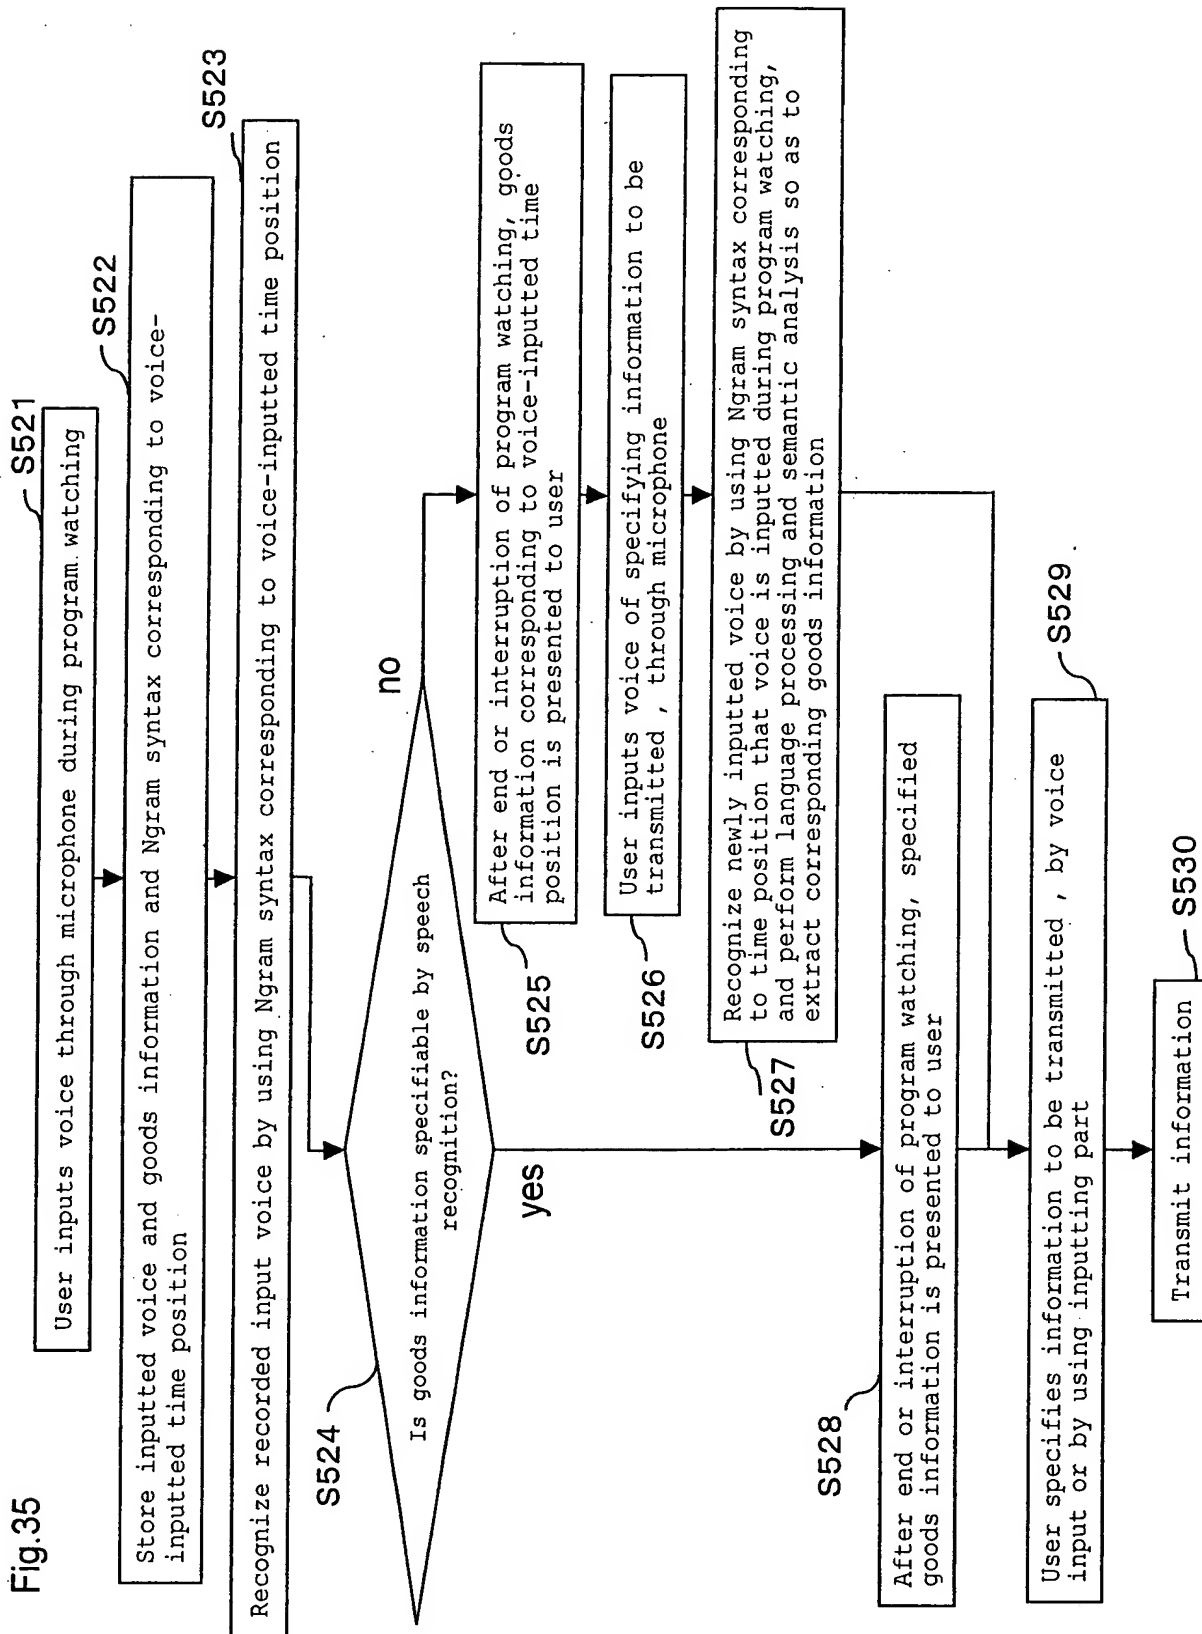 Fig.35
S521
User inputs voice through microphone during program watching
S522
Store inputted voice and goods information and Ngram syntax corresponding to voice-
inputted time position
S523
Recognize recorded input voice by using Ngram syntax corresponding to voice-inputted time position
S524
Is goods information specifiable by speech
recognition?
no
yes
S525
After end or interruption of program watching, goods
information corresponding to voice-inputted time
position is presented to user
S526
User inputs voice of specifying information to be
transmitted , through microphone
S527
Recognize newly inputted voice by using Ngram syntax corresponding
to time position that voice is inputted during program watching,
and perform language processing and semantic analysis so as to
extract corresponding goods information
S528
After end or interruption of program watching, specified
goods information is presented to user
S529
User specifies information to be transmitted , by voice
input or by using inputting part
S530
Transmit information